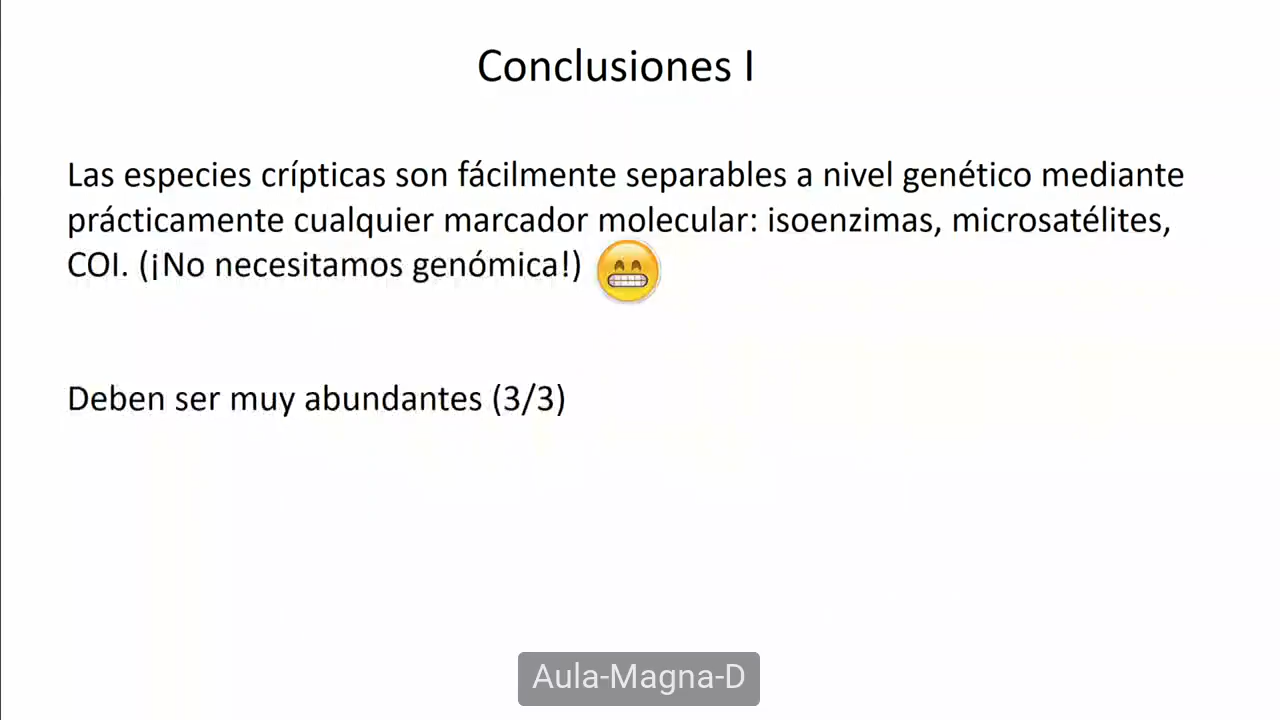 Conclusiones I
Las especies crípticas son fácilmente separables a nivel genético mediante
prácticamente cualquier marcador molecular: isoenzimas, microsatélites,
COI. (¡No necesitamos genómica!)
Deben ser muy abundantes (3/3)
Aula-Magna-D